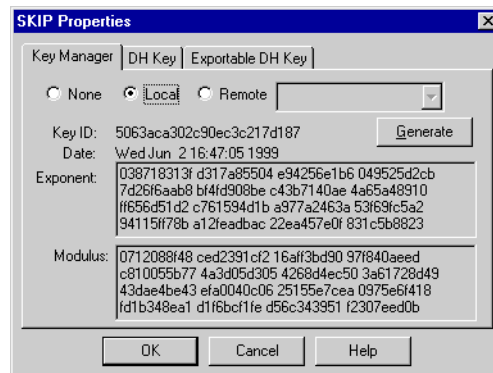 SKIP Properties
Key Manager DH Key Exportable DH Key
None Local Remote
Key ID: 5063aca302c90ec3c217d187 Generate
Date: Wed Jun 2 16:47:05 1999
Exponent: 038718313f d317a85504 e94256e1b6 049525d2cb
7d26f6aab8 bf4fd908be c43b7140ae 4a65a48910
ff656d51d2 c761594d1b a977a2463a 53f69fc5a2
94115ff78b a12feadbac 22ea457e0f 831c5b8823
Modulus: 0712088f48 ced2391cf2 16aff3bd90 97f840aeed
c810055b77 4a3d05d305 4268d4ec50 3a61728d49
43dae4be43 efa0040c06 25155e7cea 0975e6f418
fd1b348ea1 d1f6bcf1fe d56c343951 f2307eed0b
OK Cancel Help